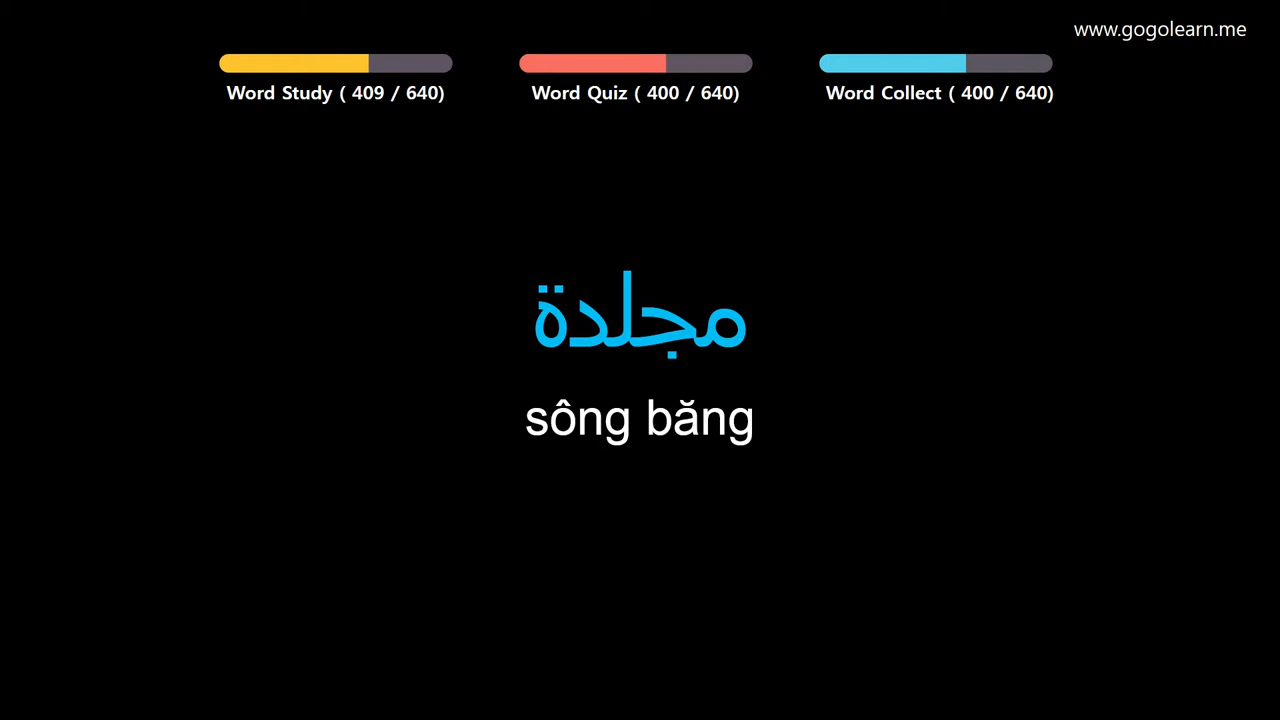 www.gogolearn.me
Word Study ( 409 / 640)
Word Quiz ( 400 / 640)
Word Collect ( 400 / 640)
مجلدة
sông băng